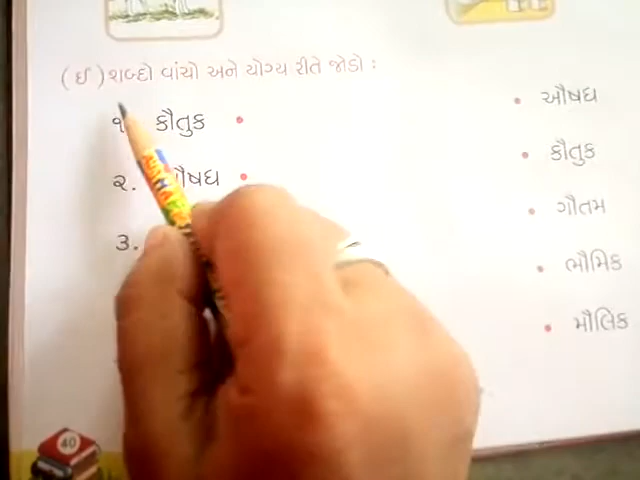 (ઈ) શબ્દો વાંચો અને યોગ્ય રીતે જોડો :
૧. કૌતુક
ઔષધ
૨. ઔષધ
કૌતુક
૩.
ગૌતમ
ભૌમિક
મૌલિક
40